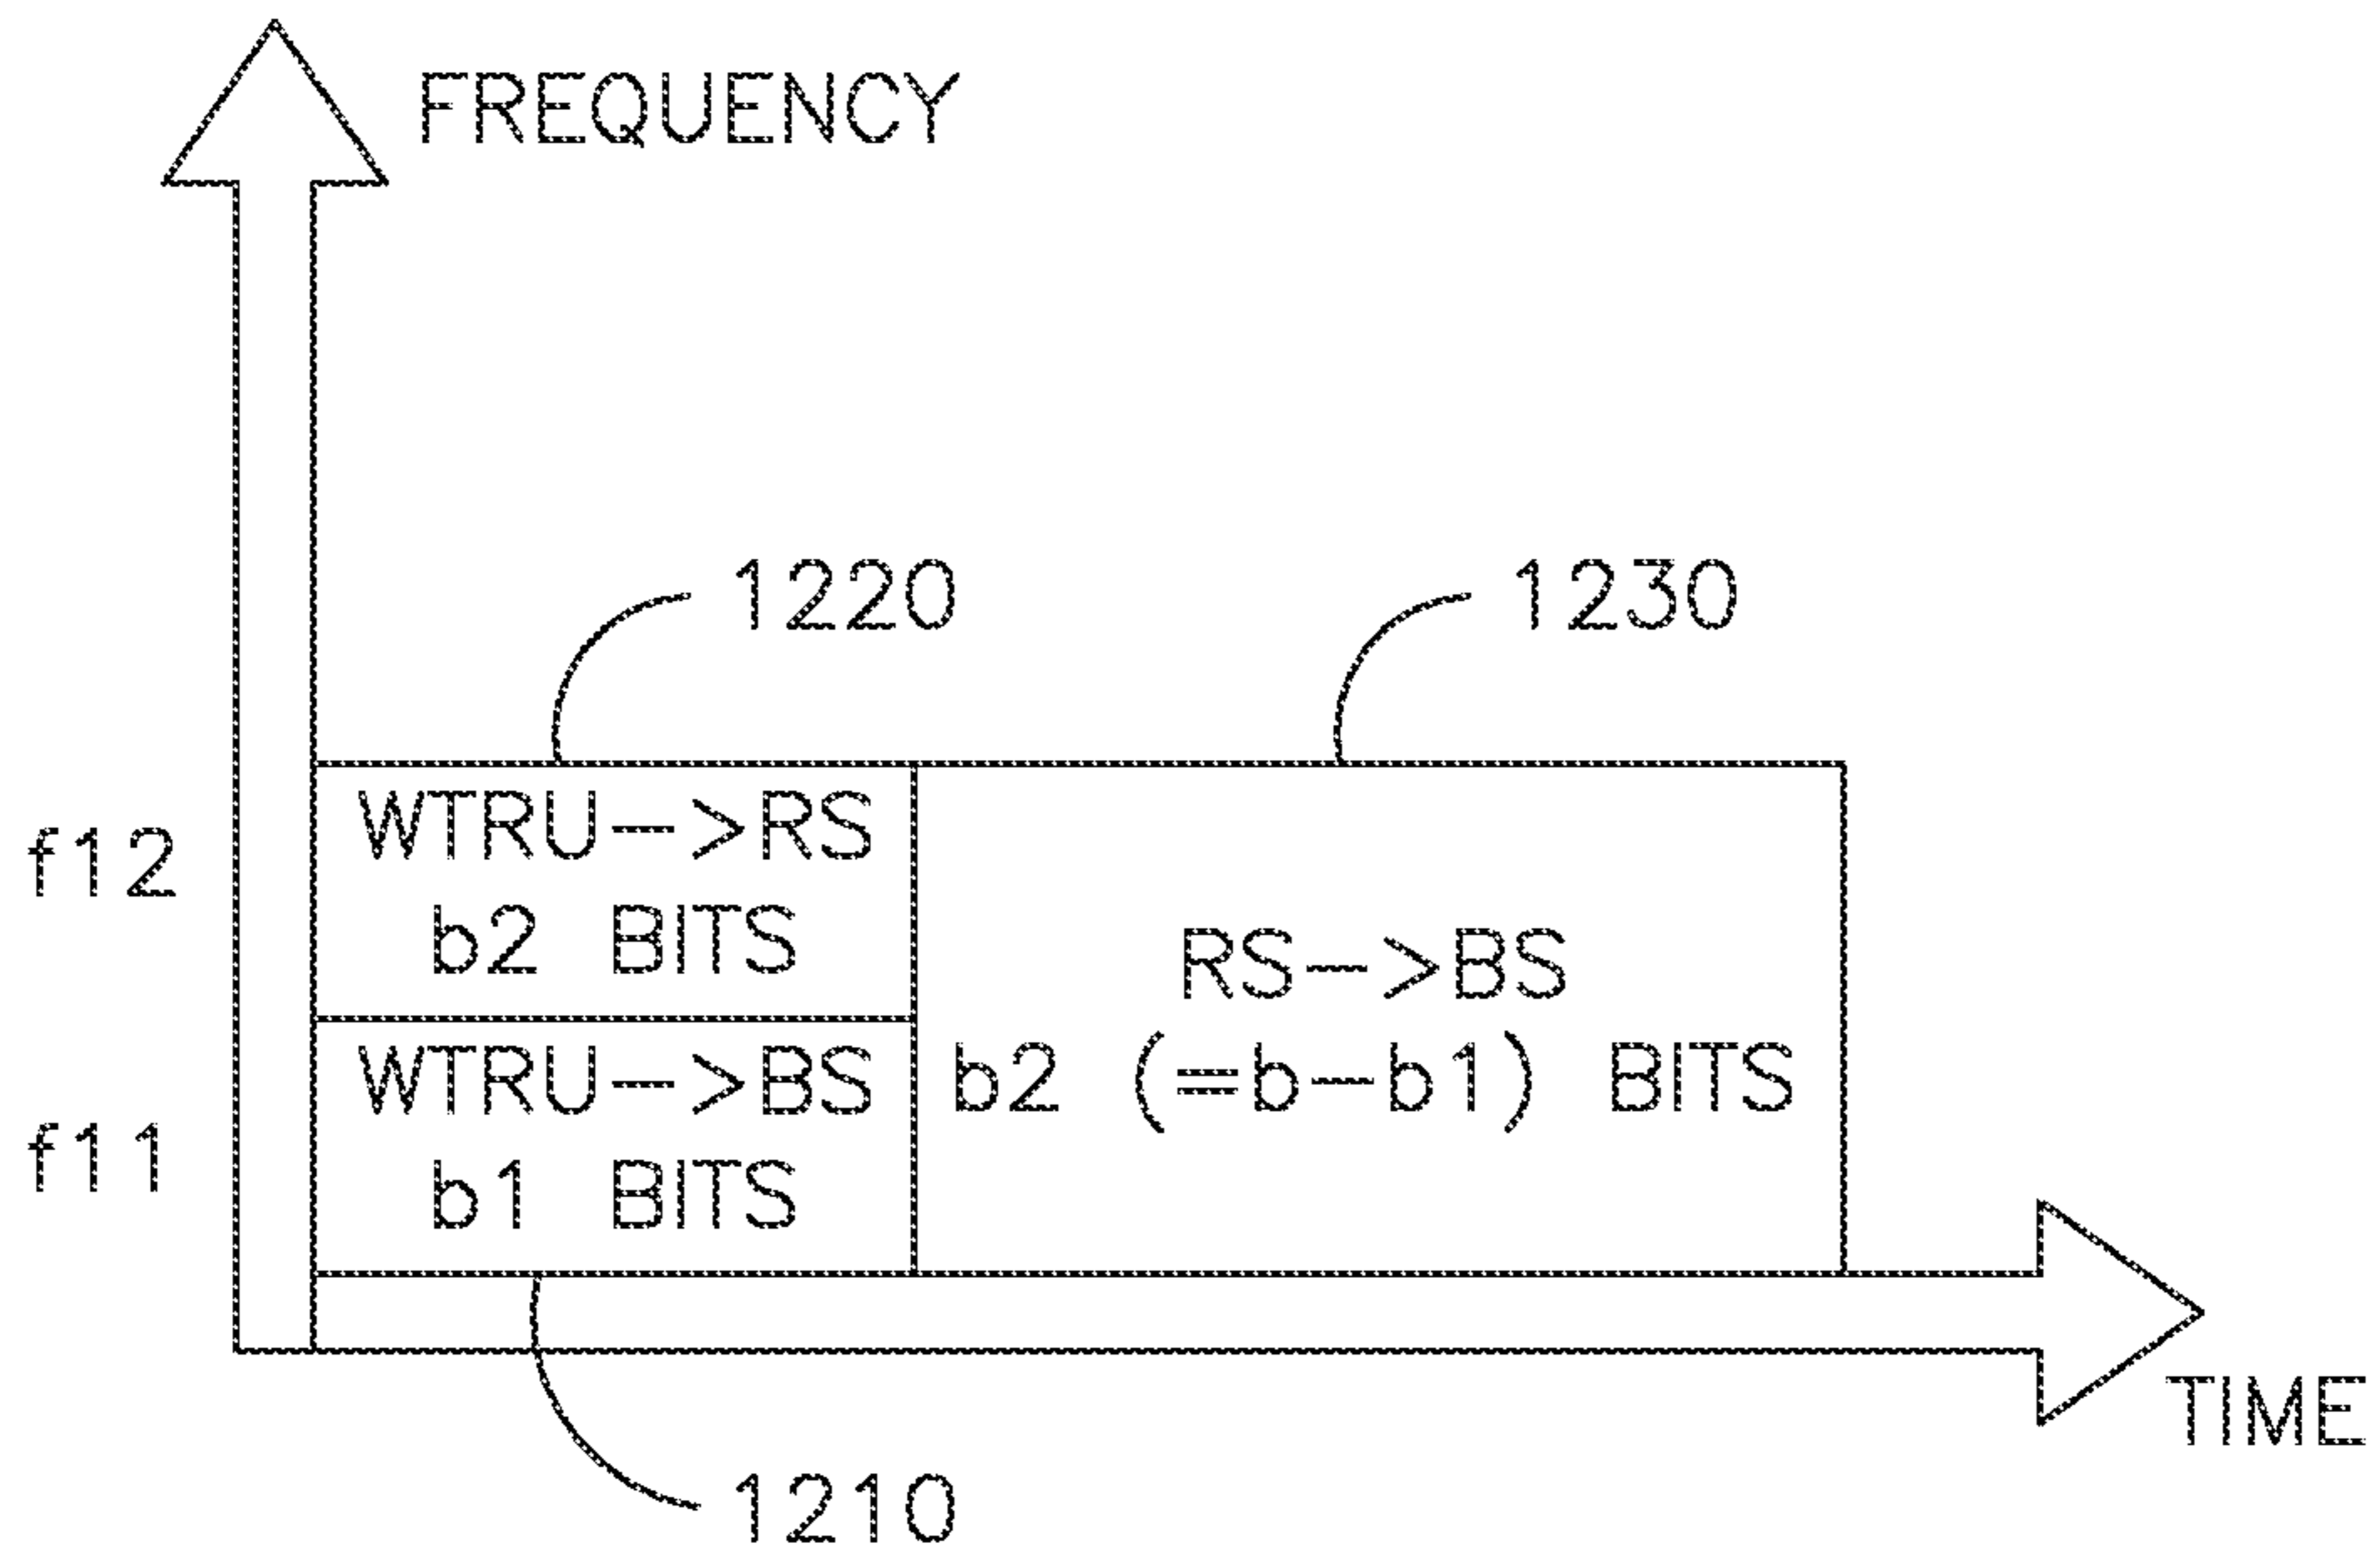 FREQUENCY
1220
1230
f12
WTRU->RS
b2 BITS
RS->BS
b2 (=b-b1) BITS
f11
WTRU->BS
b1 BITS
TIME
1210